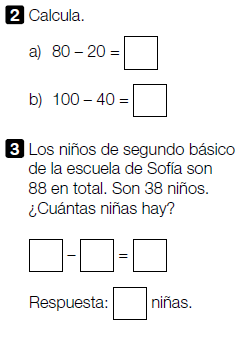 2 Calcula.
a) 80 – 20 =
b) 100 – 40 =
3 Los niños de segundo básico
de la escuela de Sofía son
88 en total. Son 38 niños.
¿Cuántas niñas hay?
– =
Respuesta: niñas.